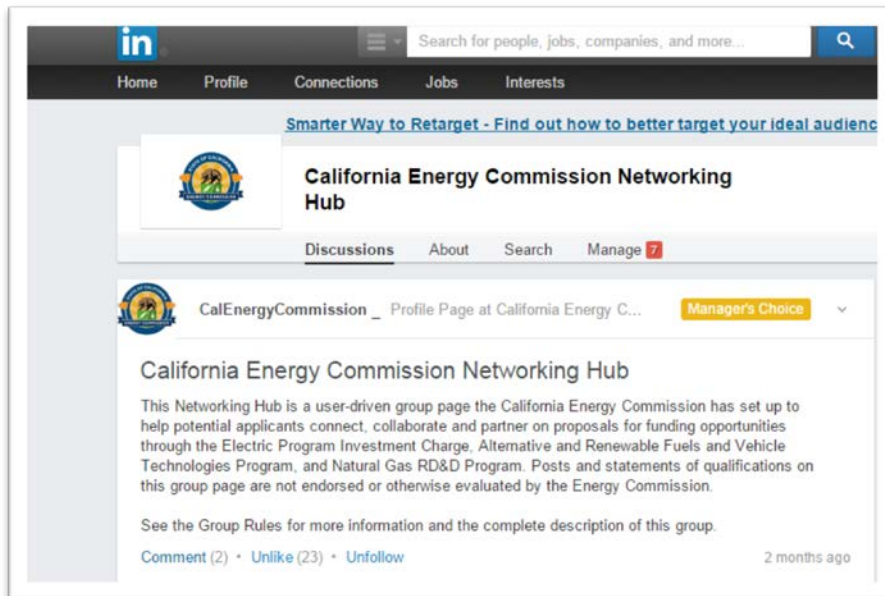 in
Search for people, jobs, companies, and more...
Home Profile Connections Jobs Interests
Smarter Way to Retarget - Find out how to better target your ideal audienc
California Energy Commission Networking
Hub
Discussions About Search Manage 7
CalEnergyCommission _ Profile Page at California Energy C... Manager's Choice
California Energy Commission Networking Hub
This Networking Hub is a user-driven group page the California Energy Commission has set up to
help potential applicants connect, collaborate and partner on proposals for funding opportunities
through the Electric Program Investment Charge, Alternative and Renewable Fuels and Vehicle
Technologies Program, and Natural Gas RD&D Program. Posts and statements of qualifications on
this group page are not endorsed or otherwise evaluated by the Energy Commission.
See the Group Rules for more information and the complete description of this group.
Comment (2) • Unlike (23) • Unfollow 2 months ago